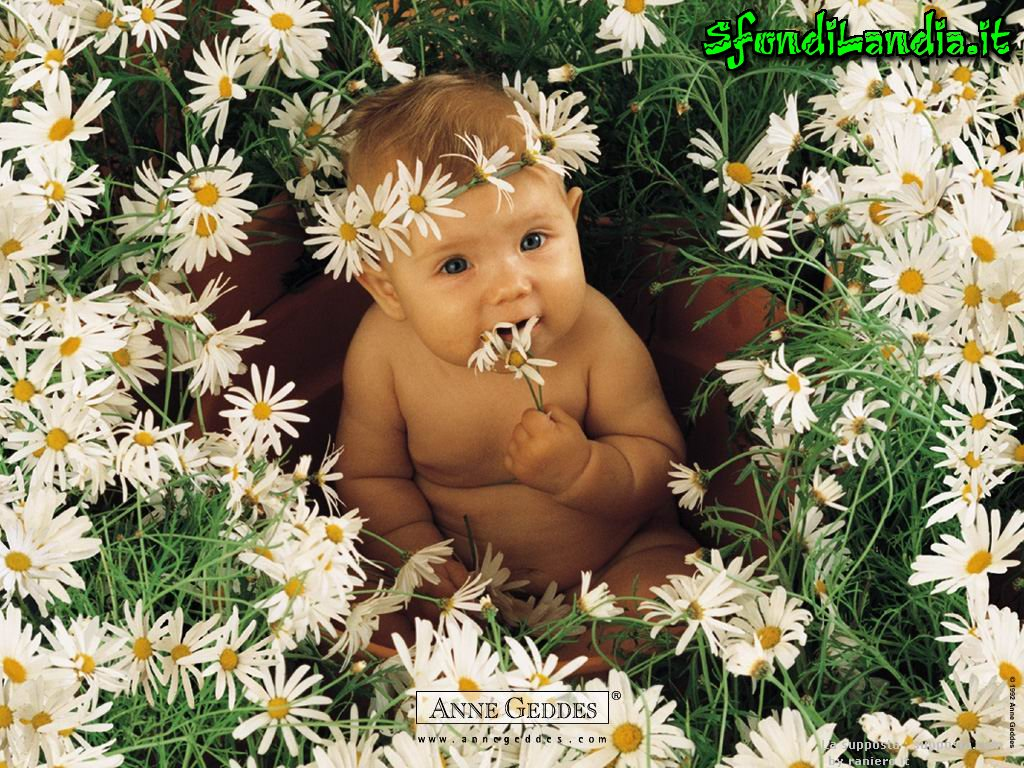 SfondiLandia.it
ANNE GEDDES®
www.annegeddes.com
© 1992 Anne Geddes